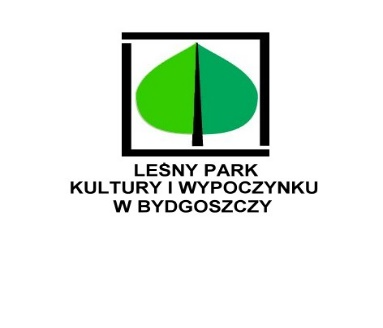 LEŚNY PARK
KULTURY I WYPOCZYNKU
W BYDGOSZCZY